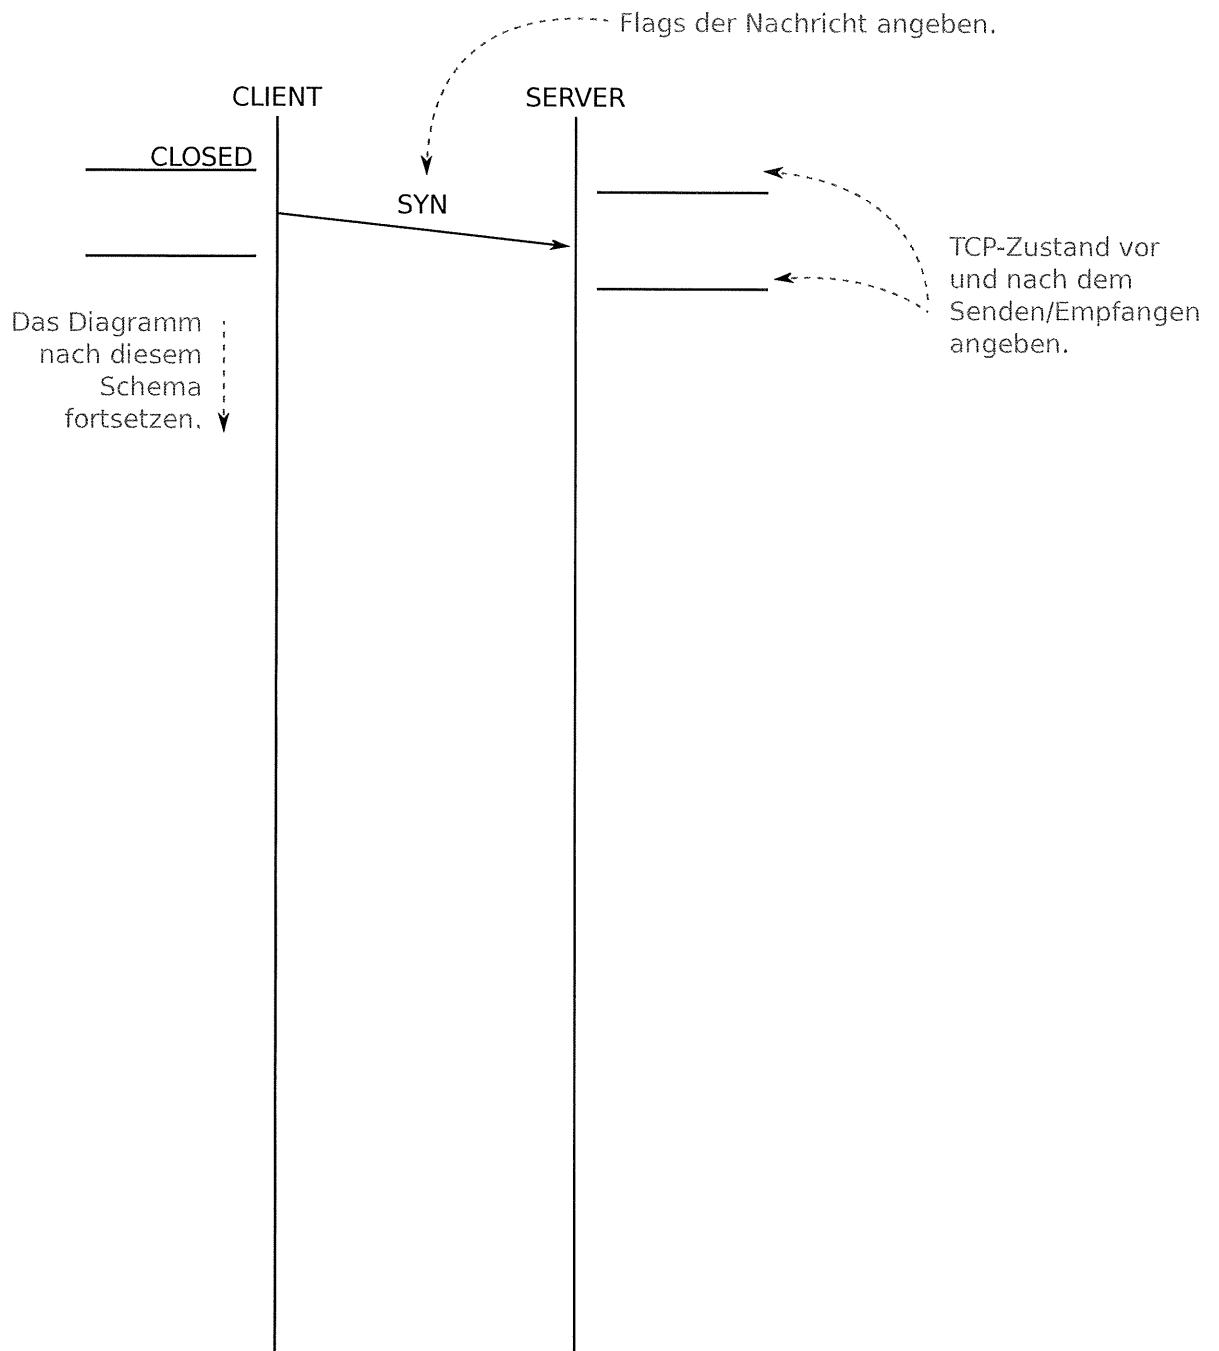 Flags der Nachricht angeben.
CLIENT
SERVER
CLOSED
SYN
TCP-Zustand vor
und nach dem
Senden/Empfangen
angeben.
Das Diagramm
nach diesem
Schema
fortsetzen.